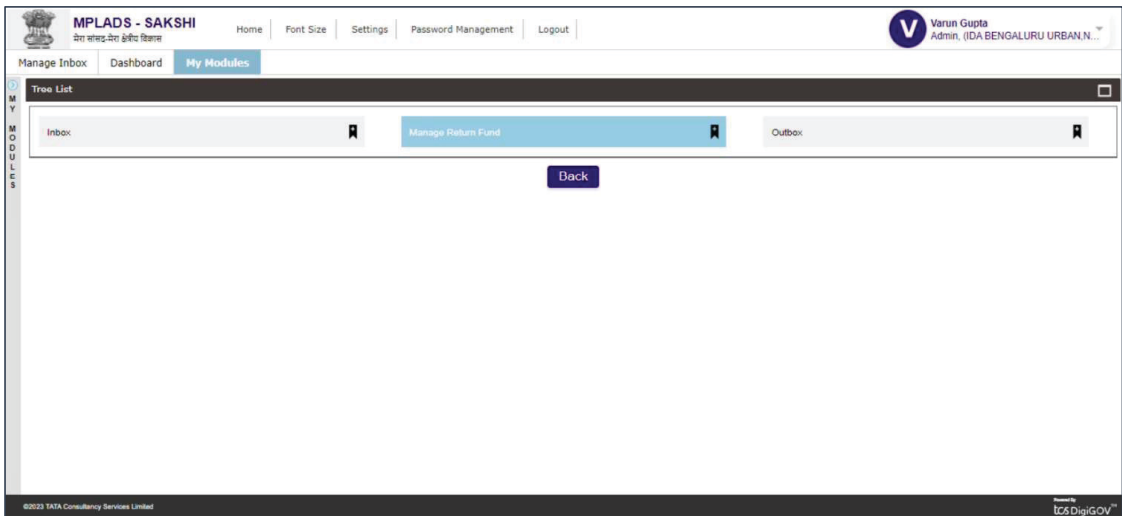 MPLADS - SAKSHI
मेरा सांसद-मेरा क्षेत्रीय विकास
Home
Font Size
Settings
Password Management
Logout
V
Varun Gupta
Admin, (IDA BENGALURU URBAN,N...
Manage Inbox
Dashboard
My Modules
MY MODULES
Tree List
Inbox
Manage Return Fund
Outbox
Back
©2023 TATA Consultancy Services Limited
Powered By
tcs DigiGOV™